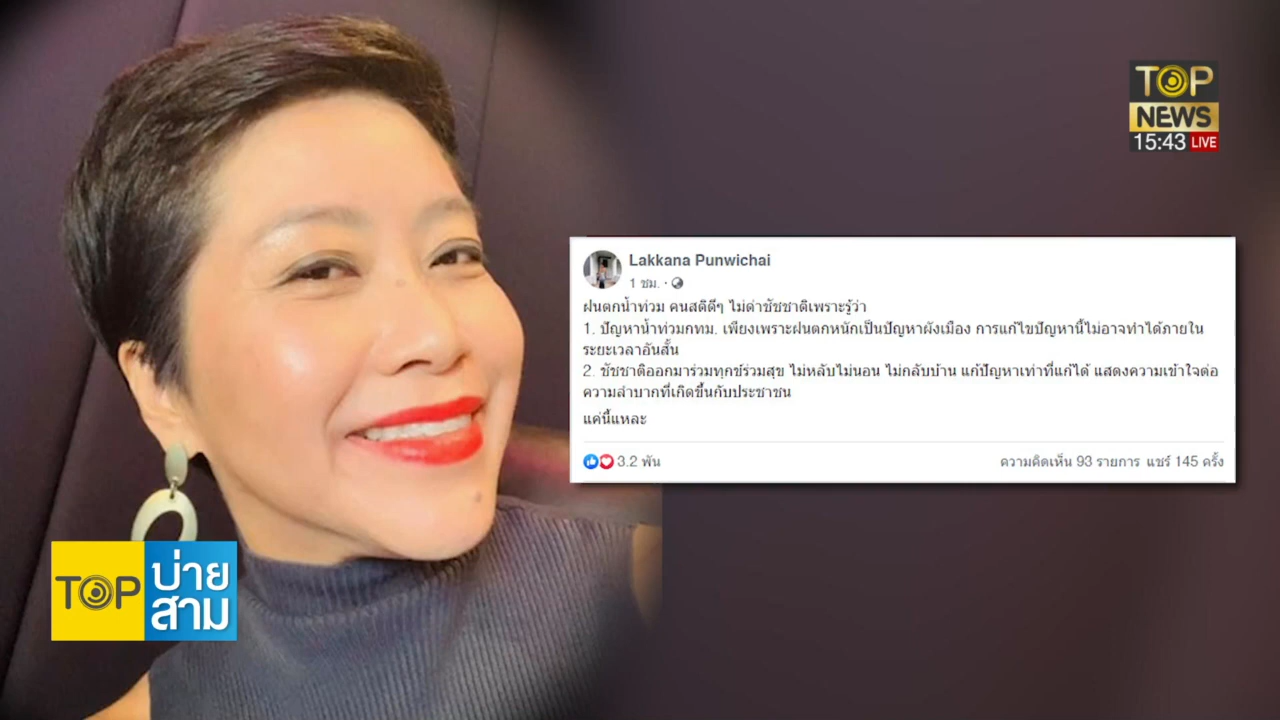 TOP
NEWS
15:43 LIVE
Lakkana Punwichai
1 ชม. ·
ฝนตกน้ำท่วม คนสติดีๆ ไม่ด่าชัชชาติเพราะรู้ว่า
1. ปัญหาน้ำท่วมกทม. เพียงเพราะฝนตกหนักเป็นปัญหาผังเมือง การแก้ไขปัญหานี้ไม่อาจทำได้ภายใน
ระยะเวลาอันสั้น
2. ชัชชาติออกมาร่วมทุกข์ร่วมสุข ไม่หลับไม่นอน ไม่กลับบ้าน แก้ปัญหาเท่าที่แก้ได้ แสดงความเข้าใจต่อ
ความลำบากที่เกิดขึ้นกับประชาชน
แค่นี้แหละ
3.2 พัน ความคิดเห็น 93 รายการ แชร์ 145 ครั้ง
TOP บ่าย
สาม